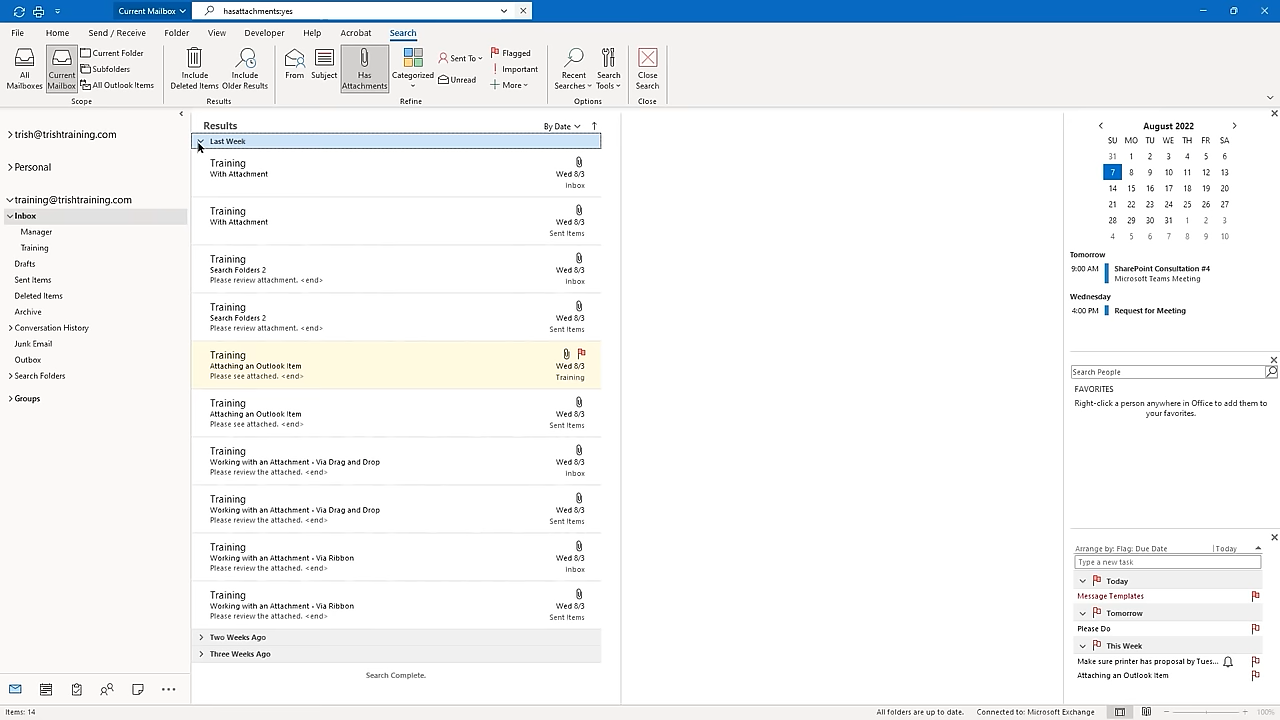 Current Mailbox
hasattachments:yes
File Home Send / Receive Folder View Developer Help Acrobat Search
All Mailboxes
Current Mailbox
Current Folder
Subfolders
All Outlook Items
Scope
Include Deleted Items
Include Older Results
Results
From
Subject
Has Attachments
Categorized
Sent To
Unread
Flagged
Important
More
Refine
Recent Searches
Search Tools
Options
Close Search
Close
trish@trishtraining.com
Personal
training@trishtraining.com
Inbox
Manager
Training
Drafts
Sent Items
Deleted Items
Archive
Conversation History
Junk Email
Outbox
Search Folders
Groups
Results By Date
Last Week
Training
With Attachment Wed 8/3
Inbox
Training
With Attachment Wed 8/3
Sent Items
Training
Search Folders 2 Wed 8/3
Please review attachment. <end> Inbox
Training
Search Folders 2 Wed 8/3
Please review attachment. <end> Sent Items
Training
Attaching an Outlook Item Wed 8/3
Please see attached. <end> Training
Training
Attaching an Outlook Item Wed 8/3
Please see attached. <end> Sent Items
Training
Working with an Attachment - Via Drag and Drop Wed 8/3
Please review the attached. <end> Inbox
Training
Working with an Attachment - Via Drag and Drop Wed 8/3
Please review the attached. <end> Sent Items
Training
Working with an Attachment - Via Ribbon Wed 8/3
Please review the attached. <end> Inbox
Training
Working with an Attachment - Via Ribbon Wed 8/3
Please review the attached. <end> Sent Items
Two Weeks Ago
Three Weeks Ago
Search Complete.
August 2022
SU MO TU WE TH FR SA
31 1 2 3 4 5 6
7 8 9 10 11 12 13
14 15 16 17 18 19 20
21 22 23 24 25 26 27
28 29 30 31 1 2 3
4 5 6 7 8 9 10
Tomorrow
9:00 AM SharePoint Consultation #4
Microsoft Teams Meeting
Wednesday
4:00 PM Request for Meeting
Search People
FAVORITES
Right-click a person anywhere in Office to add them to
your favorites.
Arrange by: Flag: Due Date Today
Type a new task
Today
Message Templates
Tomorrow
Please Do
This Week
Make sure printer has proposal by Tues...
Attaching an Outlook Item
Items: 14 All folders are up to date. Connected to: Microsoft Exchange 100%